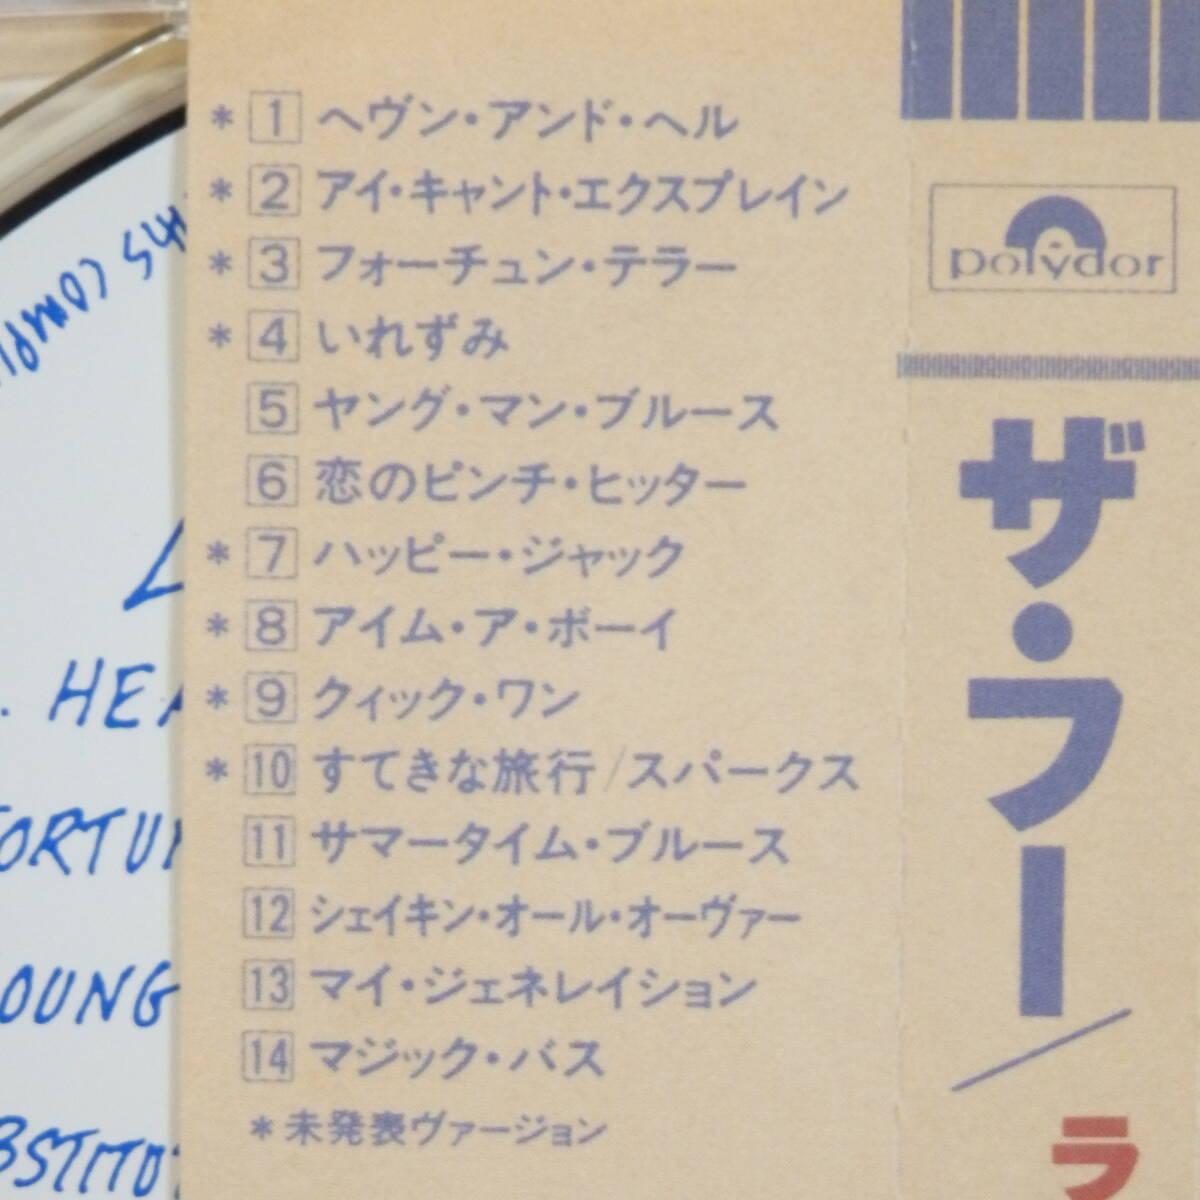 * 1 ヘヴン・アンド・ヘル
* 2 アイ・キャント・エクスプレイン
* 3 フォーチュン・テラー
* 4 いれずみ
5 ヤング・マン・ブルース
6 恋のピンチ・ヒッター
* 7 ハッピー・ジャック
* 8 アイム・ア・ボーイ
* 9 クィック・ワン
* 10 すてきな旅行/スパークス
11 サマータイム・ブルース
12 シェイキン・オール・オーヴァー
13 マイ・ジェネレイション
14 マジック・バス
*未発表ヴァージョン
polydor
ザ・フー/
ラ
HEA
ORTU
OUNG